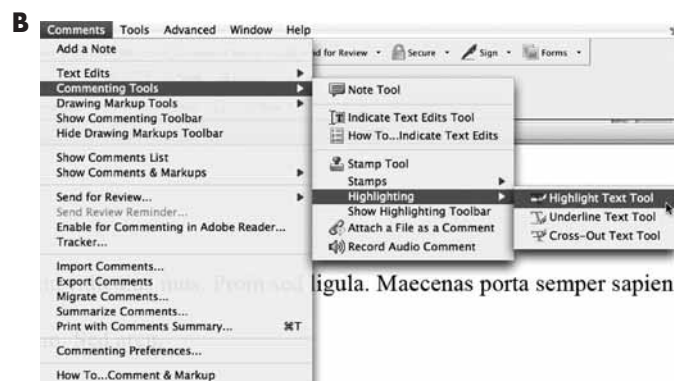 B
Comments Tools Advanced Window Help
d for Review Secure Sign Forms
Add a Note
Text Edits
Commenting Tools
Drawing Markup Tools
Show Commenting Toolbar
Hide Drawing Markups Toolbar
Show Comments List
Show Comments & Markups
Send for Review...
Send Review Reminder...
Enable for Commenting in Adobe Reader...
Tracker...
Import Comments...
Export Comments
Migrate Comments...
Summarize Comments...
Print with Comments Summary... ⌘T
Commenting Preferences...
How To...Comment & Markup
Note Tool
Indicate Text Edits Tool
How To...Indicate Text Edits
Stamp Tool
Stamps
Highlighting
Show Highlighting Toolbar
Attach a File as a Comment
Record Audio Comment
Highlight Text Tool
Underline Text Tool
Cross-Out Text Tool
ligula. Maecenas porta semper sapien